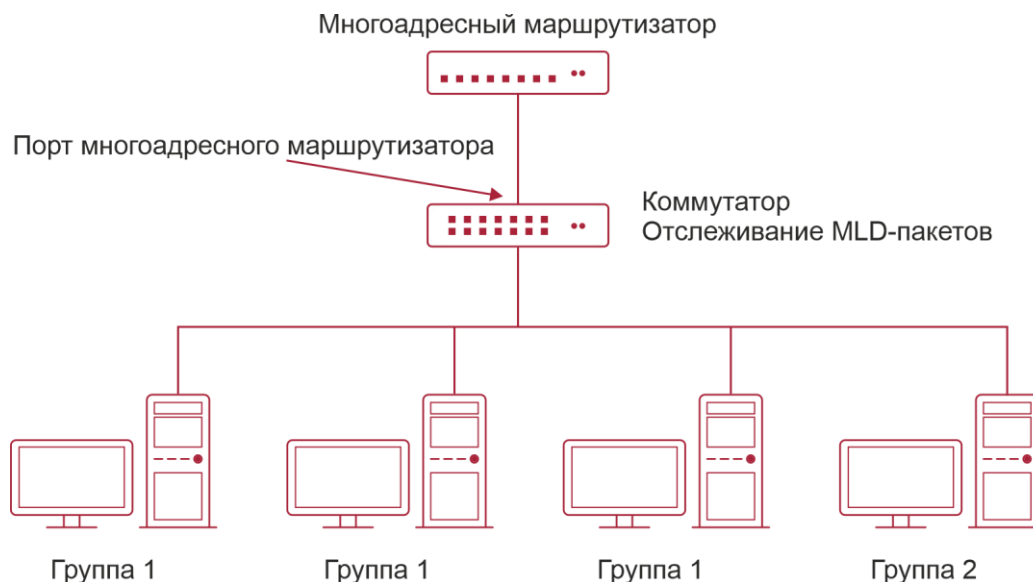 Многоадресный маршрутизатор
Порт многоадресного маршрутизатора
Коммутатор
Отслеживание MLD-пакетов
Группа 1
Группа 1
Группа 1
Группа 2